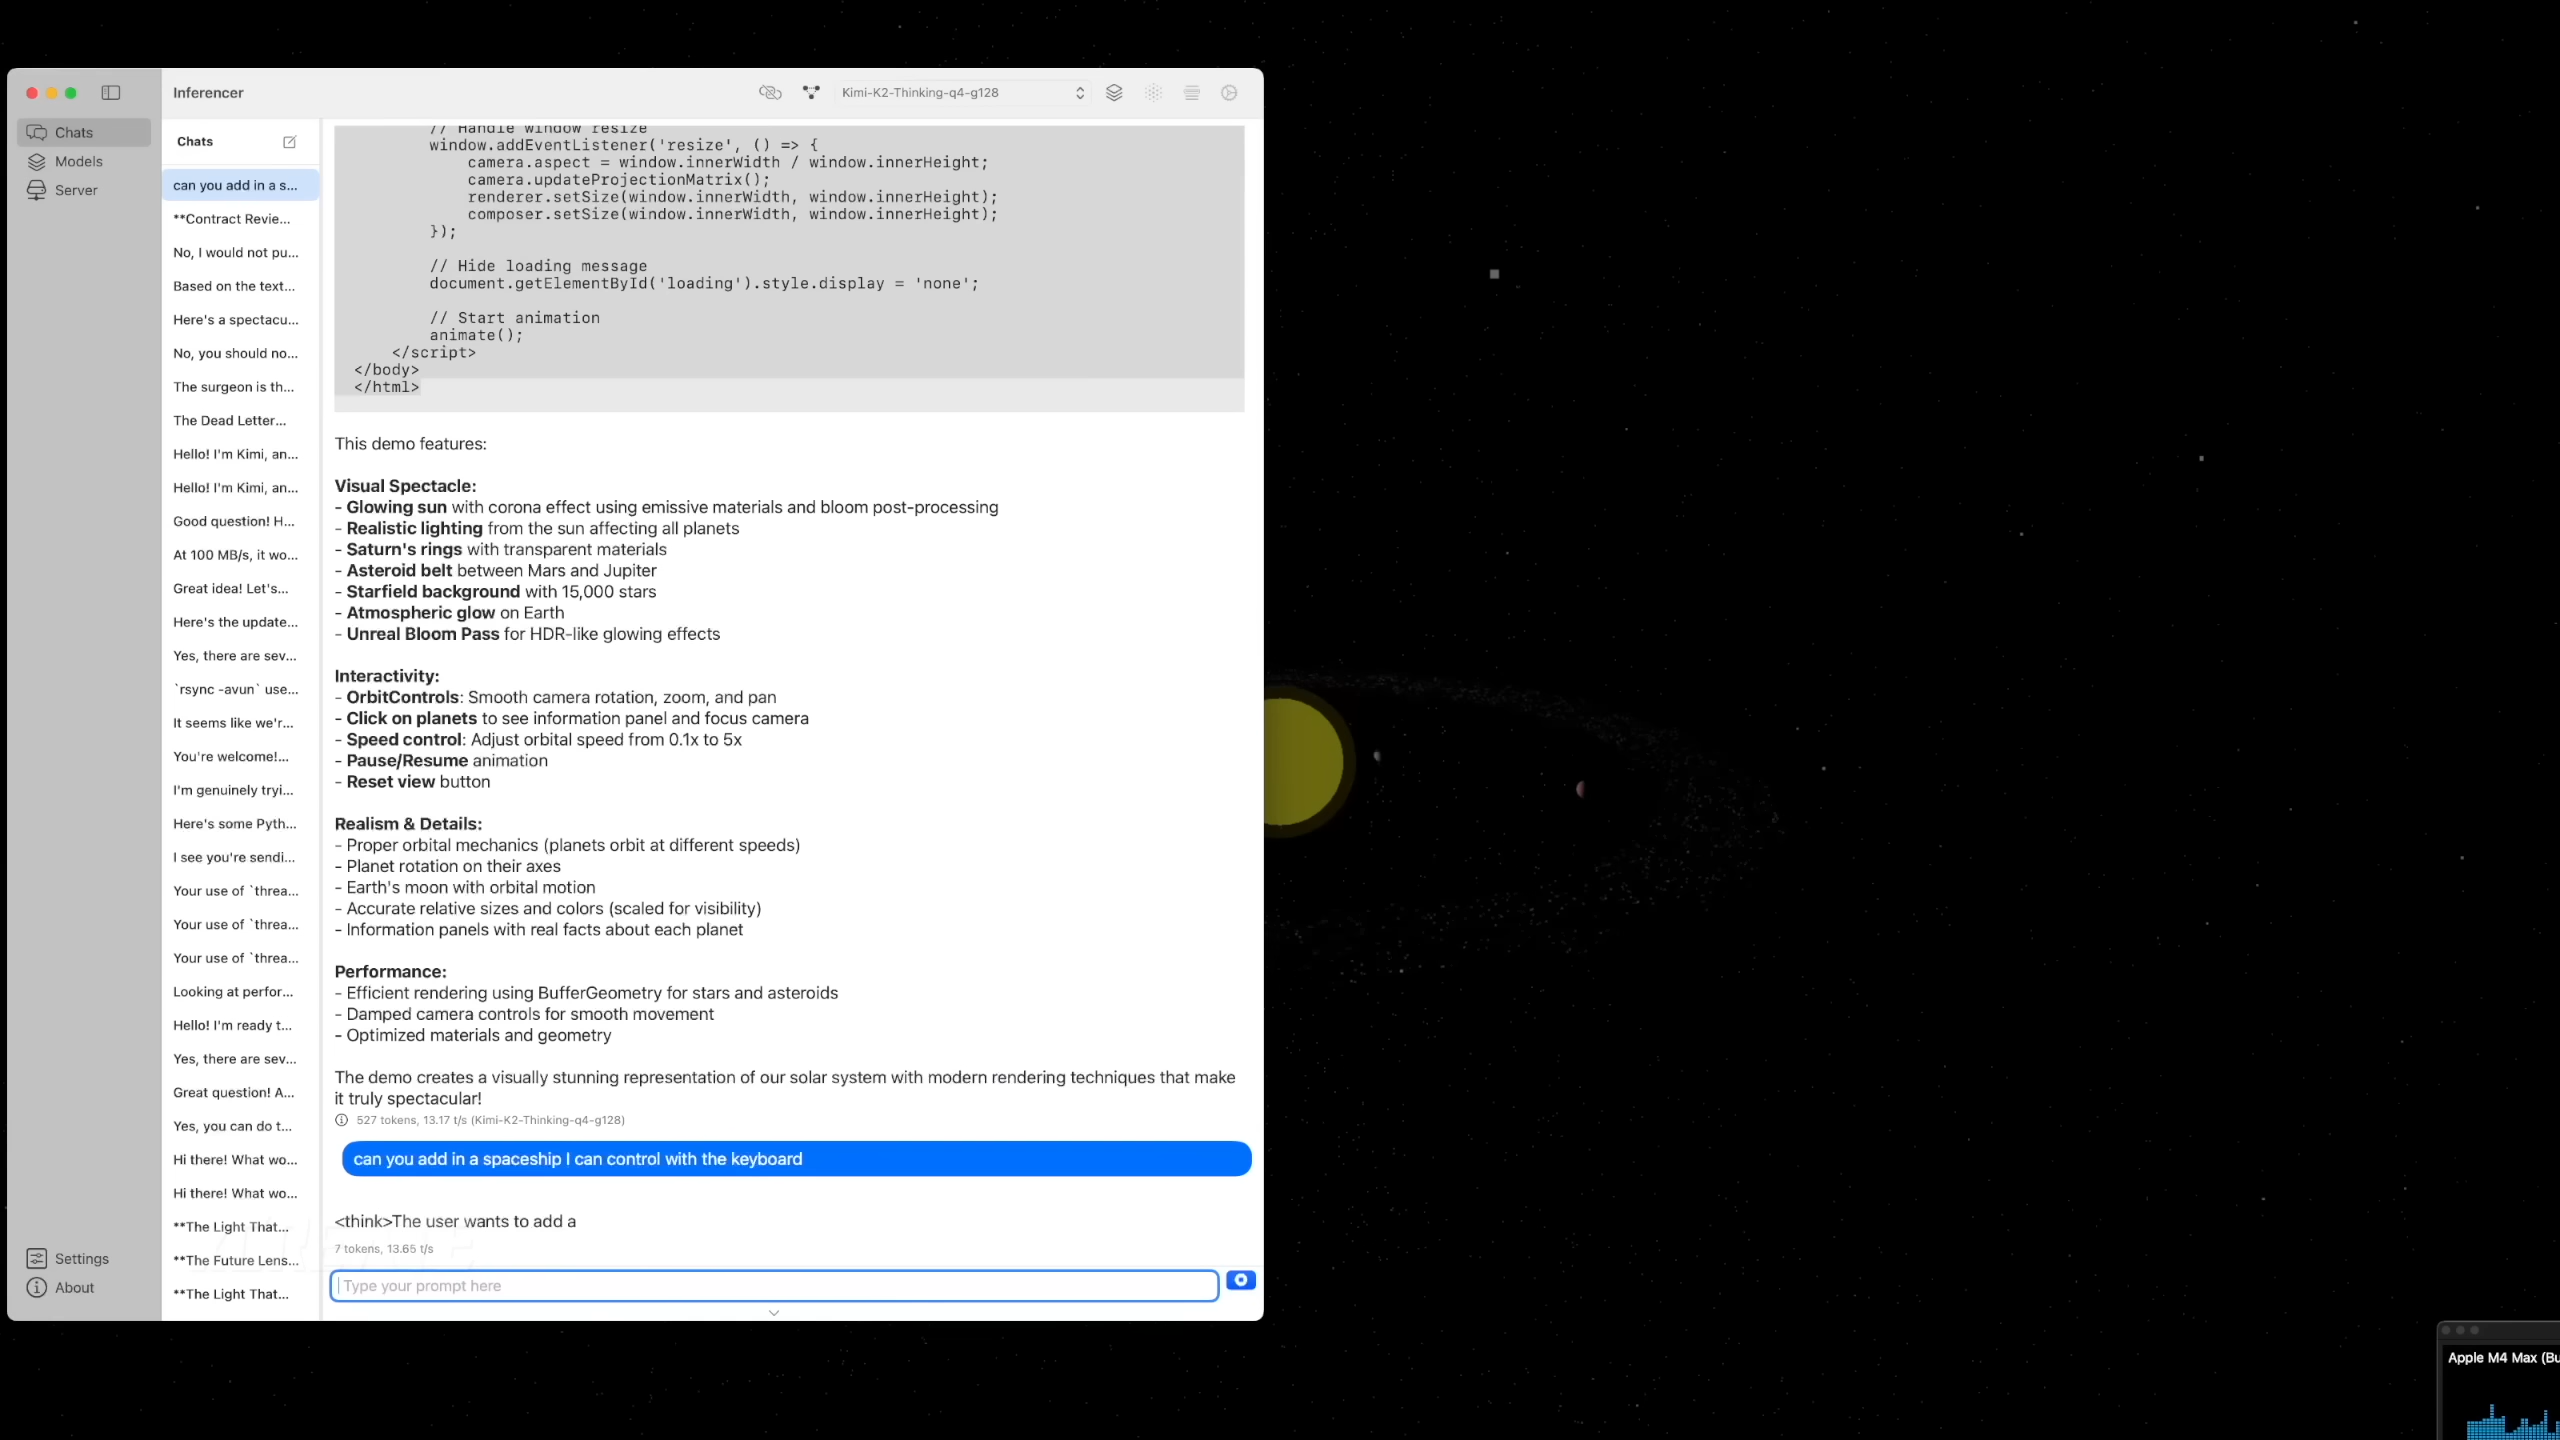 Inferencer
Kimi-K2-Thinking-q4-g128
Chats
Models
Server
Settings
About
Chats
can you add in a s...
**Contract Revie...
No, I would not pu...
Based on the text...
Here's a spectacu...
No, you should no...
The surgeon is th...
The Dead Letter...
Hello! I'm Kimi, an...
Hello! I'm Kimi, an...
Good question! H...
At 100 MB/s, it wo...
Great idea! Let's...
Here's the update...
Yes, there are sev...
`rsync -avun` use...
It seems like we'r...
You're welcome!...
I'm genuinely tryi...
Here's some Pyth...
I see you're sendi...
Your use of `threa...
Your use of `threa...
Your use of `threa...
Looking at perfor...
Hello! I'm ready t...
Yes, there are sev...
Great question! A...
Yes, you can do t...
Hi there! What wo...
Hi there! What wo...
**The Light That...
**The Future Lens...
**The Light That...
// Handle window resize
window.addEventListener('resize', () => {
camera.aspect = window.innerWidth / window.innerHeight;
camera.updateProjectionMatrix();
renderer.setSize(window.innerWidth, window.innerHeight);
composer.setSize(window.innerWidth, window.innerHeight);
});
// Hide loading message
document.getElementById('loading').style.display = 'none';
// Start animation
animate();
</script>
</body>
</html>
This demo features:
Visual Spectacle:
- Glowing sun with corona effect using emissive materials and bloom post-processing
- Realistic lighting from the sun affecting all planets
- Saturn's rings with transparent materials
- Asteroid belt between Mars and Jupiter
- Starfield background with 15,000 stars
- Atmospheric glow on Earth
- Unreal Bloom Pass for HDR-like glowing effects
Interactivity:
- OrbitControls: Smooth camera rotation, zoom, and pan
- Click on planets to see information panel and focus camera
- Speed control: Adjust orbital speed from 0.1x to 5x
- Pause/Resume animation
- Reset view button
Realism & Details:
- Proper orbital mechanics (planets orbit at different speeds)
- Planet rotation on their axes
- Earth's moon with orbital motion
- Accurate relative sizes and colors (scaled for visibility)
- Information panels with real facts about each planet
Performance:
- Efficient rendering using BufferGeometry for stars and asteroids
- Damped camera controls for smooth movement
- Optimized materials and geometry
The demo creates a visually stunning representation of our solar system with modern rendering techniques that make
it truly spectacular!
527 tokens, 13.17 t/s (Kimi-K2-Thinking-q4-g128)
can you add in a spaceship I can control with the keyboard
<think>The user wants to add a
7 tokens, 13.65 t/s
Type your prompt here
Apple M4 Max (Bu